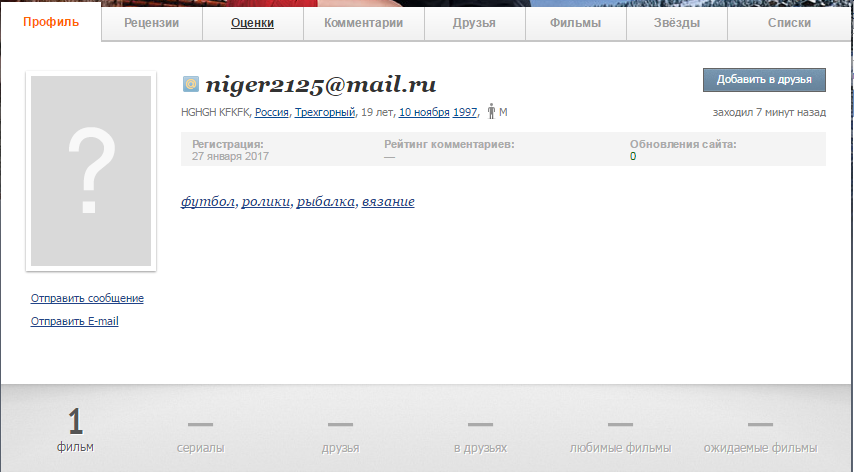 Профиль Рецензии Оценки Комментарии Друзья Фильмы Звёзды Списки
@ niger2125@mail.ru
Добавить в друзья
HGHGH KFKFK, Россия, Трехгорный, 19 лет, 10 ноября 1997, М
заходил 7 минут назад
Регистрация: Рейтинг комментариев: Обновления сайта:
27 января 2017 — 0
?
футбол, ролики, рыбалка, вязание
Отправить сообщение
Отправить E-mail
1 — — — — —
фильм сериалы друзья в друзьях любимые фильмы ожидаемые фильмы